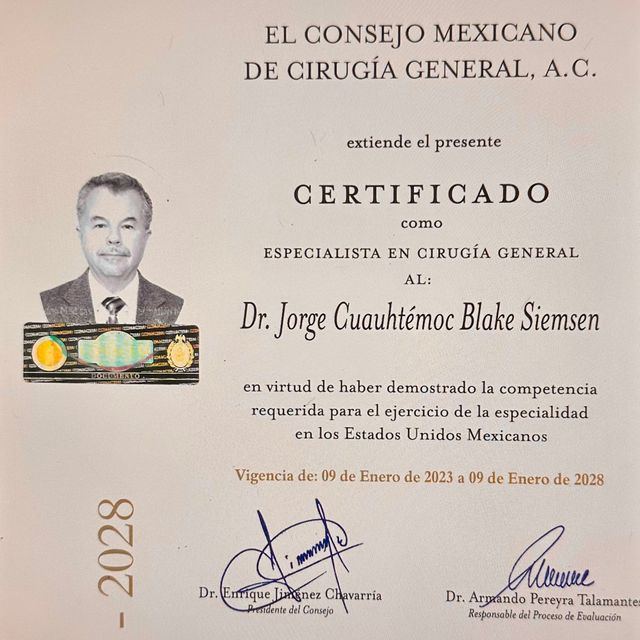 EL CONSEJO MEXICANO
DE CIRUGÍA GENERAL, A.C.
extiende el presente
CERTIFICADO
como
ESPECIALISTA EN CIRUGÍA GENERAL
AL:
Dr. Jorge Cuauhtémoc Blake Siemsen
DOCUMENTO
en virtud de haber demostrado la competencia
requerida para el ejercicio de la especialidad
en los Estados Unidos Mexicanos
Vigencia de: 09 de Enero de 2023 a 09 de Enero de 2028
- 2028
Dr. Enrique Jiménez Chavarría
Presidente del Consejo
Dr. Armando Pereyra Talamantes
Responsable del Proceso de Evaluación